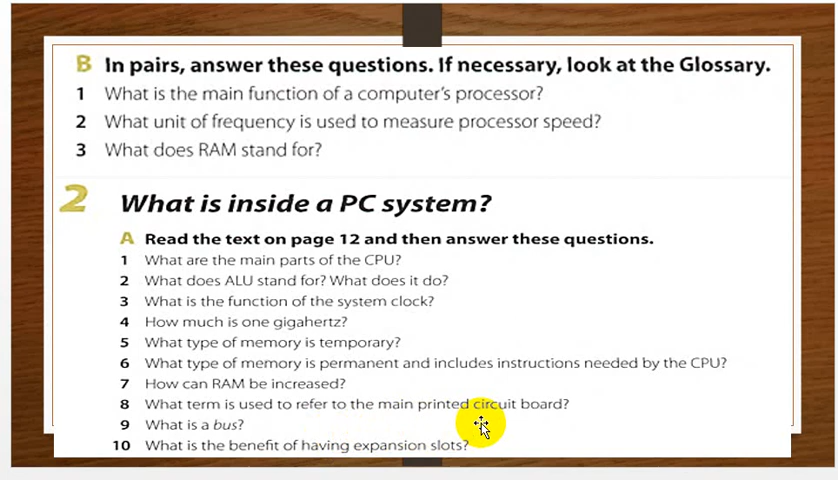 B In pairs, answer these questions. If necessary, look at the Glossary.
1 What is the main function of a computer's processor?
2 What unit of frequency is used to measure processor speed?
3 What does RAM stand for?
2 What is inside a PC system?
A Read the text on page 12 and then answer these questions.
1 What are the main parts of the CPU?
2 What does ALU stand for? What does it do?
3 What is the function of the system clock?
4 How much is one gigahertz?
5 What type of memory is temporary?
6 What type of memory is permanent and includes instructions needed by the CPU?
7 How can RAM be increased?
8 What term is used to refer to the main printed circuit board?
9 What is a bus?
10 What is the benefit of having expansion slots?